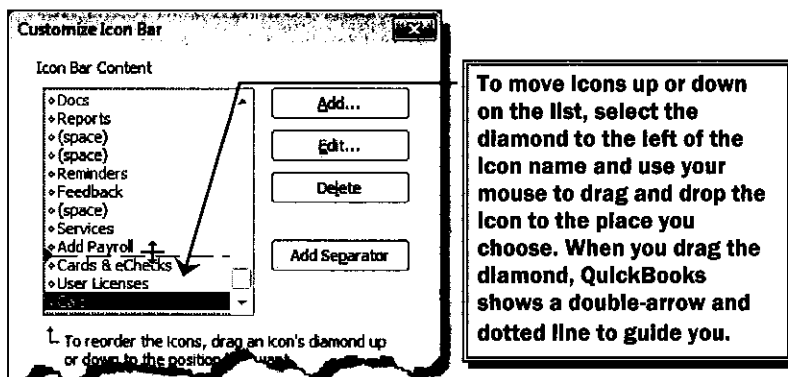 Customize Icon Bar
Icon Bar Content
Docs
Reports
(space)
(space)
Reminders
Feedback
(space)
Services
Add Payroll
Cards & eChecks
User Licenses
Add...
Edit...
Delete
Add Separator
To reorder the icons, drag an icon's diamond up
or down to the position
To move icons up or down
on the list, select the
diamond to the left of the
icon name and use your
mouse to drag and drop the
icon to the place you
choose. When you drag the
diamond, QuickBooks
shows a double-arrow and
dotted line to guide you.